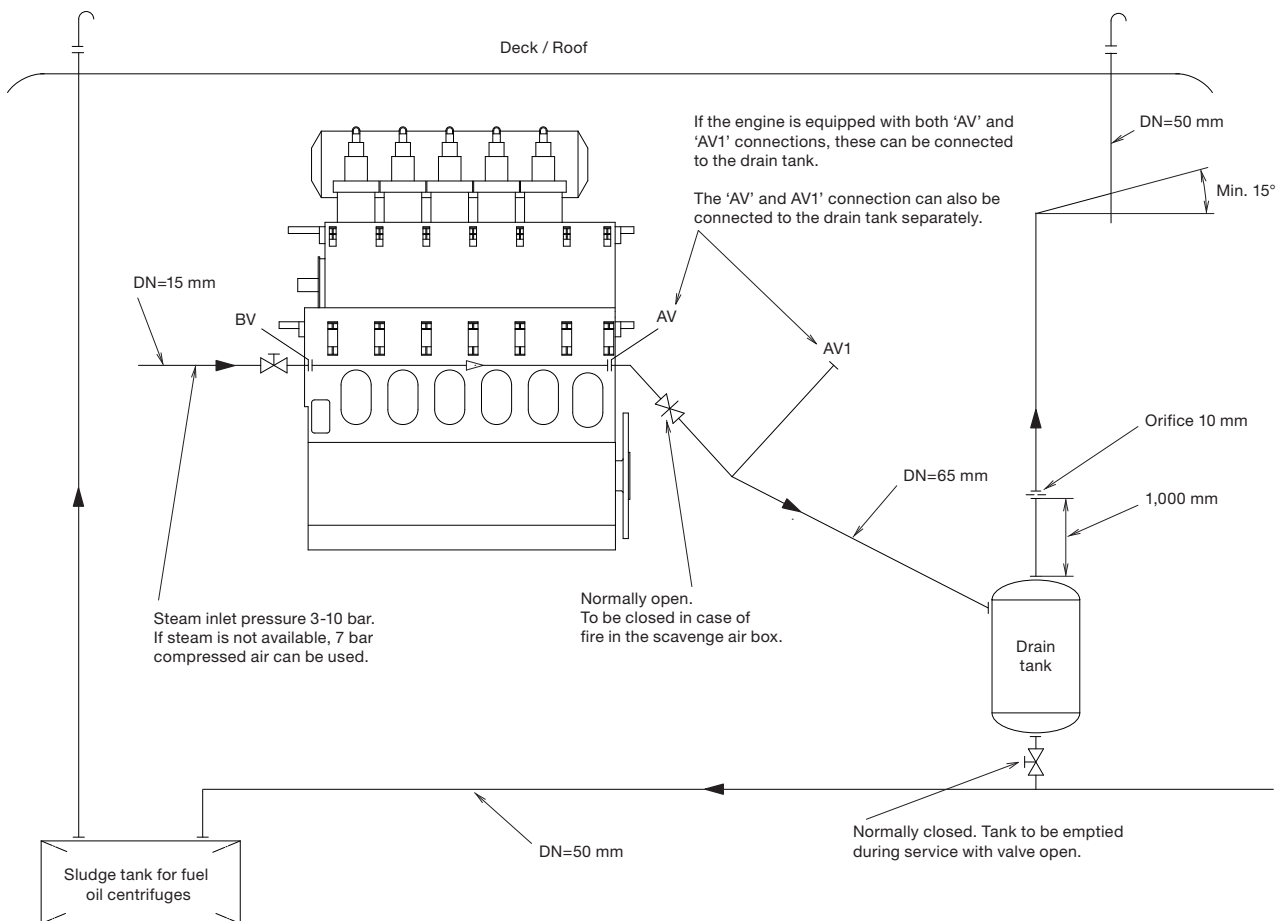 Deck / Roof
If the engine is equipped with both ‘AV’ and
‘AV1’ connections, these can be connected
to the drain tank.
The ‘AV’ and AV1’ connection can also be
connected to the drain tank separately.
DN=50 mm
Min. 15°
DN=15 mm
BV
AV
AV1
Orifice 10 mm
DN=65 mm
1,000 mm
Steam inlet pressure 3-10 bar.
If steam is not available, 7 bar
compressed air can be used.
Normally open.
To be closed in case of
fire in the scavenge air box.
Drain
tank
Normally closed. Tank to be emptied
during service with valve open.
DN=50 mm
Sludge tank for fuel
oil centrifuges